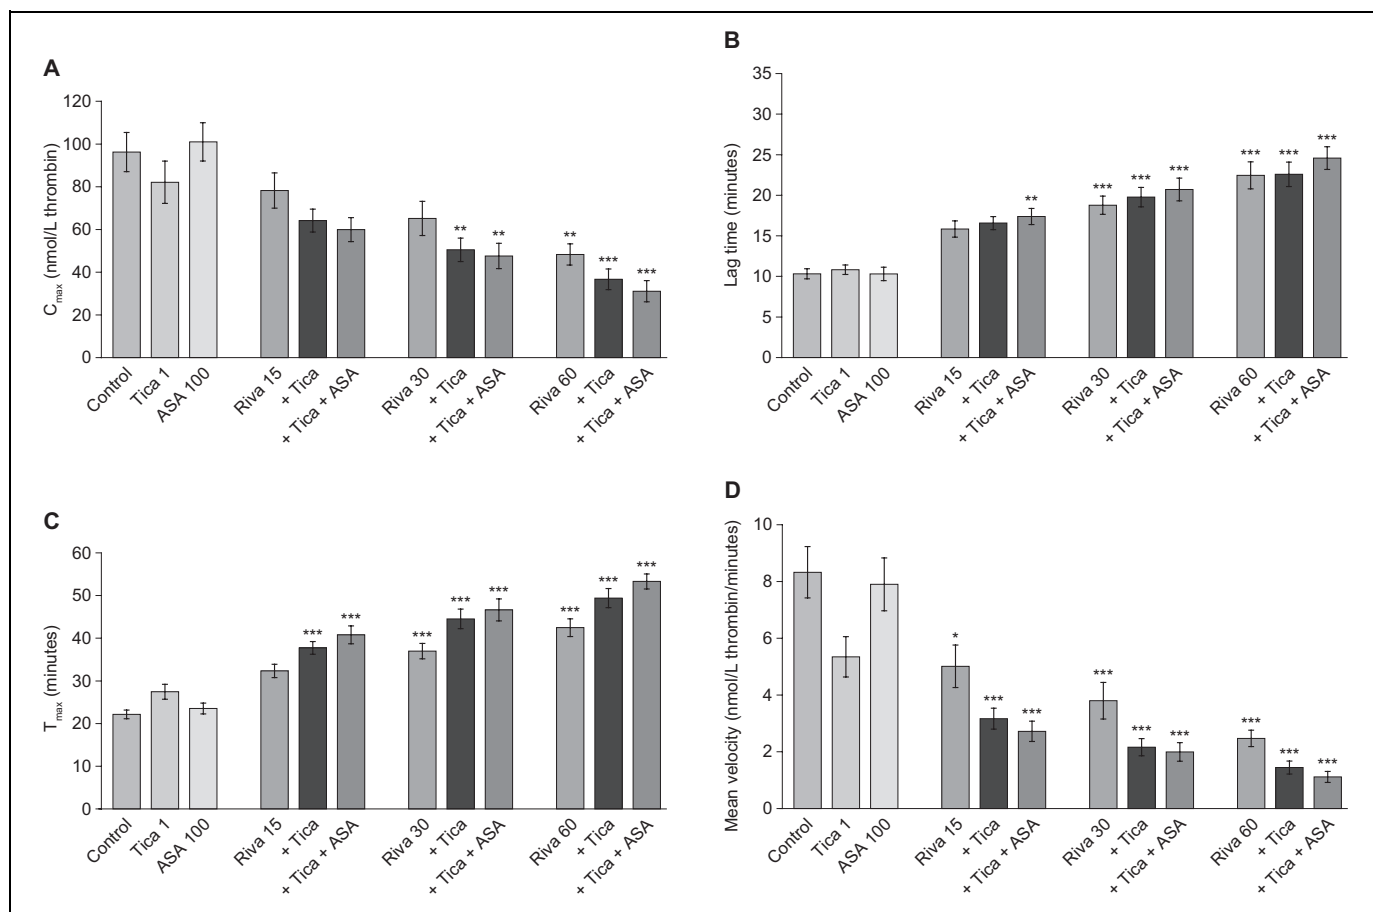 A
C_max (nmol/L thrombin)
120
100
80
60
40
20
0
** ** ** *** ***
Control Tica 1 ASA 100 Riva 15 + Tica + Tica + ASA Riva 30 + Tica + Tica + ASA Riva 60 + Tica + Tica + ASA
B
Lag time (minutes)
35
30
25
20
15
10
5
0
** *** *** *** *** *** ***
Control Tica 1 ASA 100 Riva 15 + Tica + Tica + ASA Riva 30 + Tica + Tica + ASA Riva 60 + Tica + Tica + ASA
C
T_max (minutes)
60
50
40
30
20
10
0
*** *** *** *** *** *** *** ***
Control Tica 1 ASA 100 Riva 15 + Tica + Tica + ASA Riva 30 + Tica + Tica + ASA Riva 60 + Tica + Tica + ASA
D
Mean velocity (nmol/L thrombin/minutes)
10
8
6
4
2
0
* *** *** *** *** *** *** *** ***
Control Tica 1 ASA 100 Riva 15 + Tica + Tica + ASA Riva 30 + Tica + Tica + ASA Riva 60 + Tica + Tica + ASA